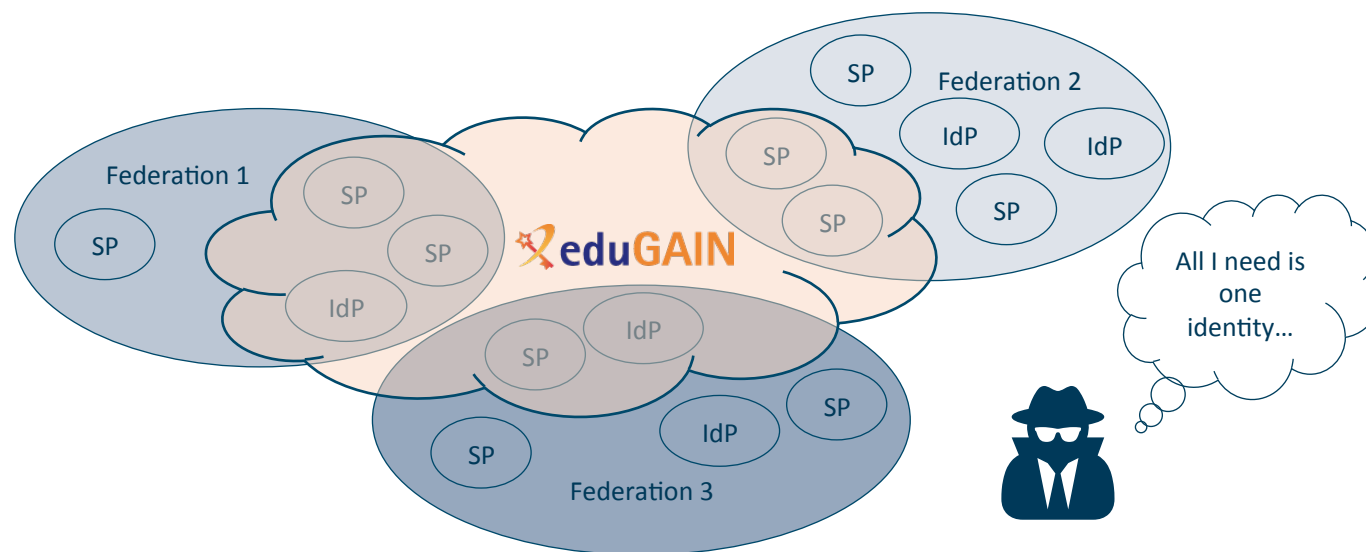 Federation 1
SP
SP
SP
IdP
eduGAIN
SP
Federation 2
IdP
IdP
SP
SP
SP
SP
IdP
SP
IdP
SP
Federation 3
All I need is
one
identity...